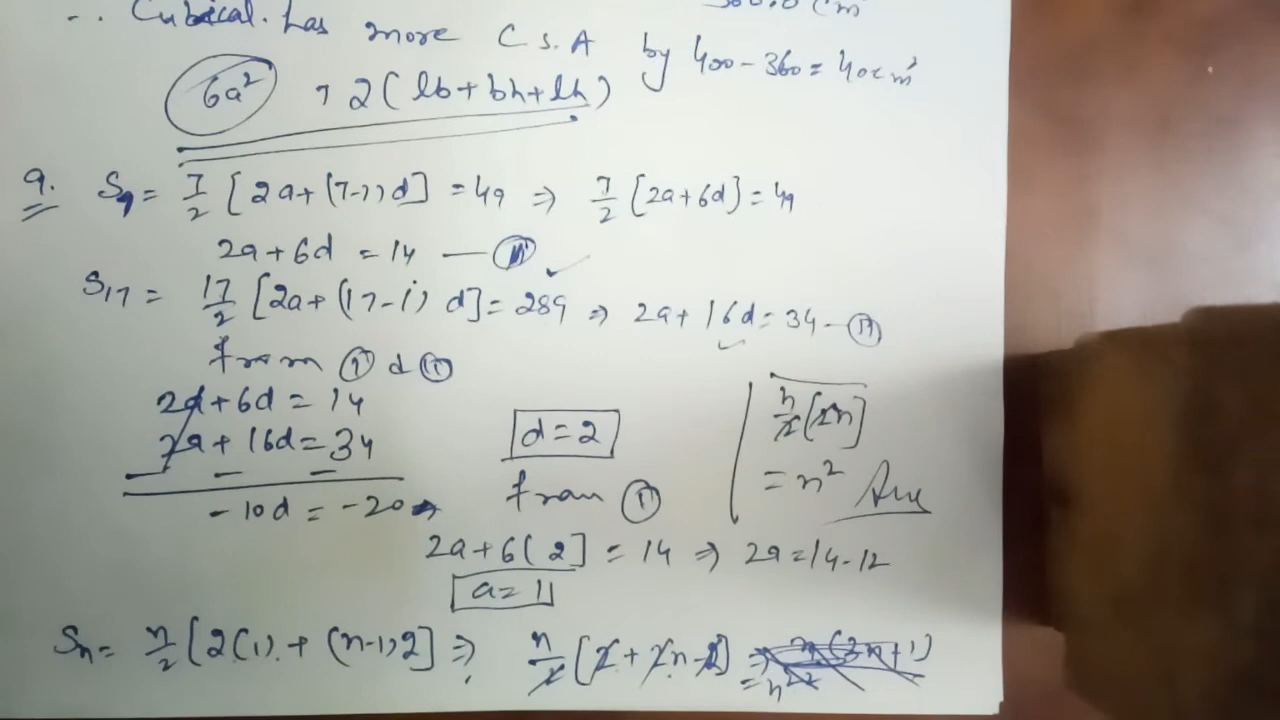 ∴ Cubical has more C.S.A by 400 - 360 = 40cm²
6a² , 2(lb+bh+lh)
9. S₇ = 7/2 [2a+(7-1)d] = 49 ⇒ 7/2 [2a+6d] = 49
2a+6d = 14 —
S₁₇ = 17/2 [2a+(17-1) d] = 289 ⇒ 2a+16d = 34 - (II)
from (I) & (II)
2a+6d = 14
2a+16d = 34
- - -
-10d = -20 ⇒
d = 2
from (I)
n/2 [2n]
= n² Ans
2a+6(2] = 14 ⇒ 2a = 14-12
a = 1
Sₙ = n/2 [2(1)+(n-1)2] ⇒ n/2 [2+2n-2] ⇒
= n²